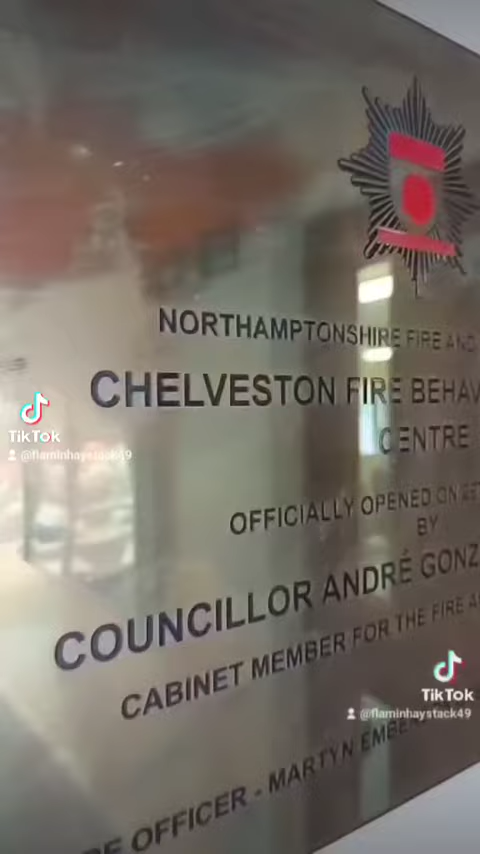 NORTHAMPTONSHIRE FIRE AND
CHELVESTON FIRE BEHAV
CENTRE
OFFICIALLY OPENED ON
BY
COUNCILLOR ANDRÉ GONZ
CABINET MEMBER FOR THE FIRE A
RE OFFICER - MARTYN EMBE
TikTok
@flaminhaystack49
TikTok
@flaminhaystack49